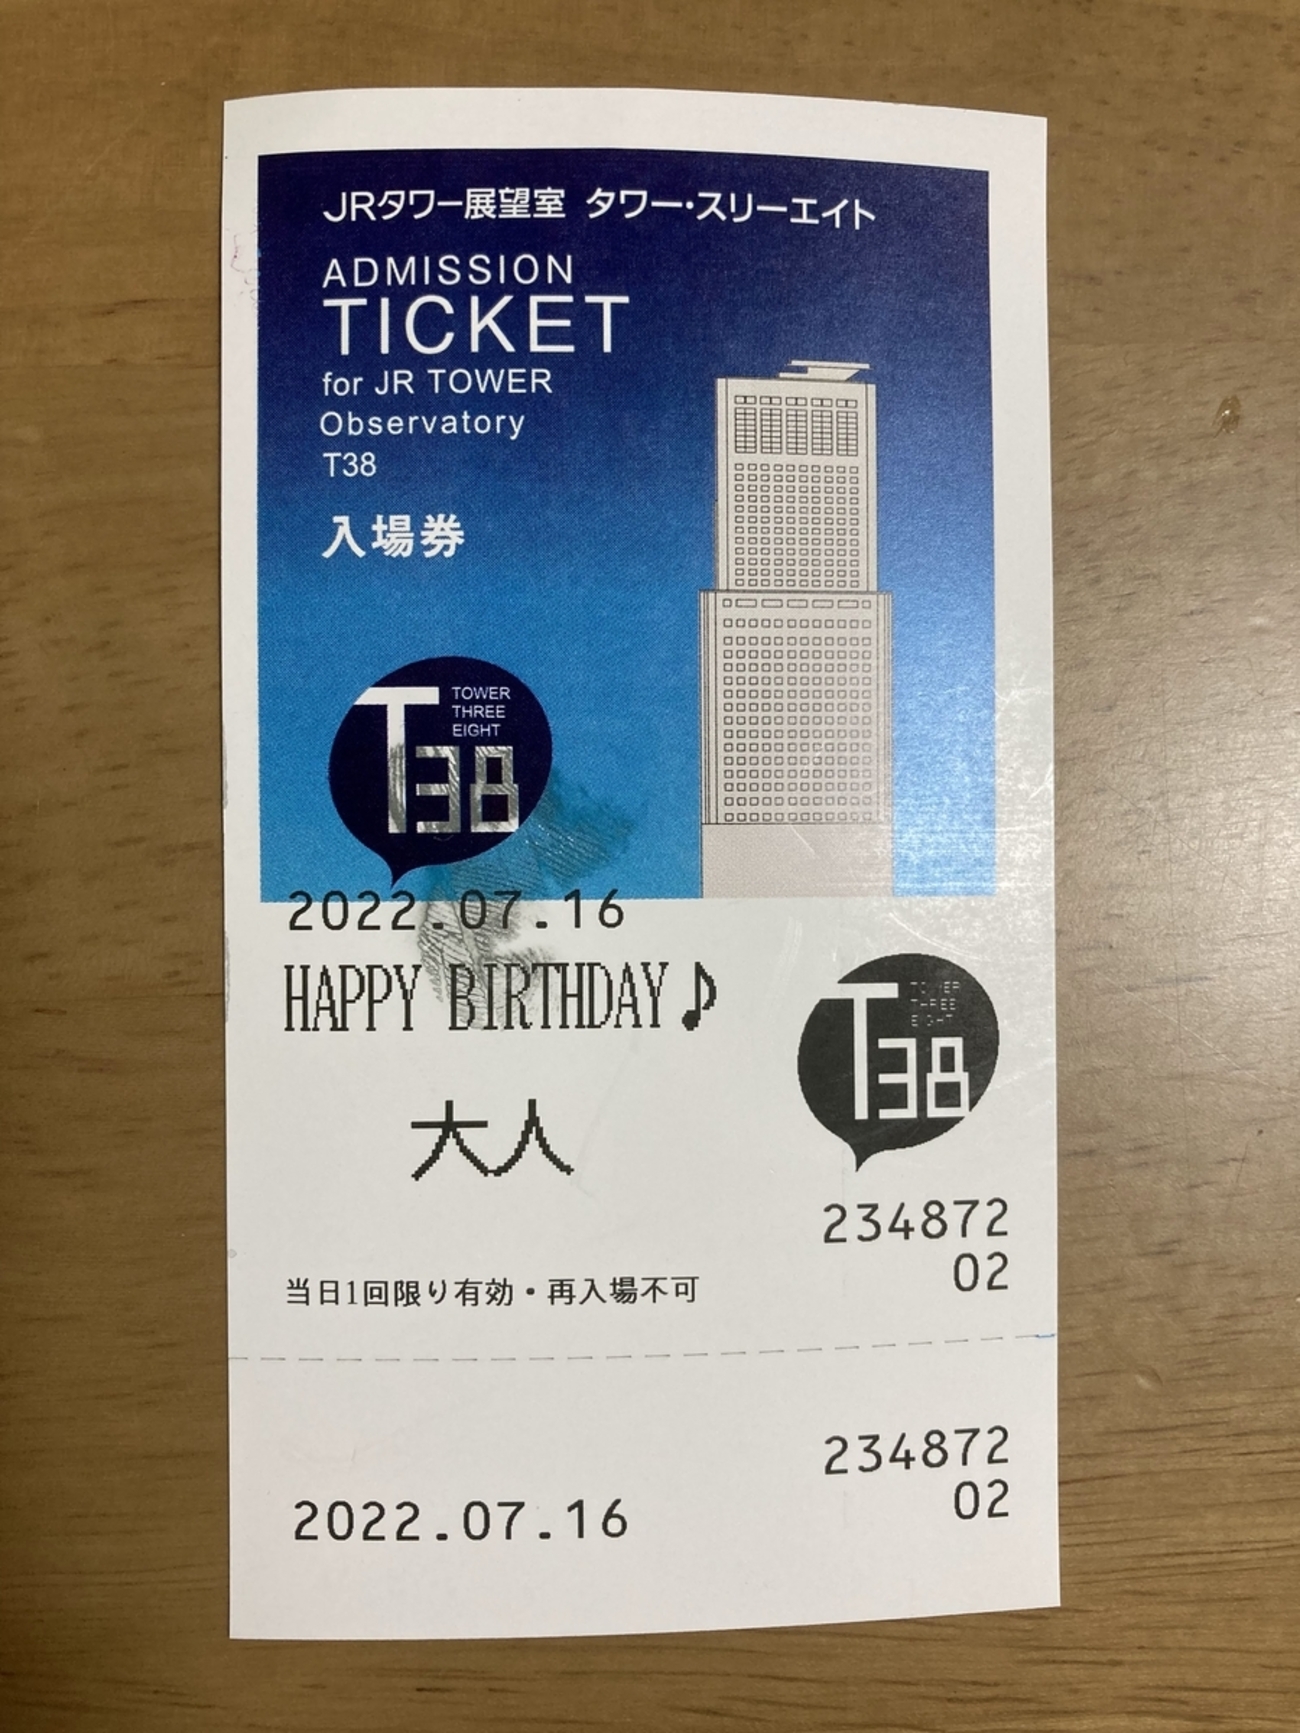 JRタワー展望室 タワー・スリーエイト
ADMISSION
TICKET
for JR TOWER
Observatory
T38
入場券
T38
TOWER
THREE
EIGHT
2022.07.16
HAPPY BIRTHDAY♪
T38
TOWER
THREE
EIGHT
大人
234872
02
当日1回限り有効・再入場不可
234872
02
2022.07.16